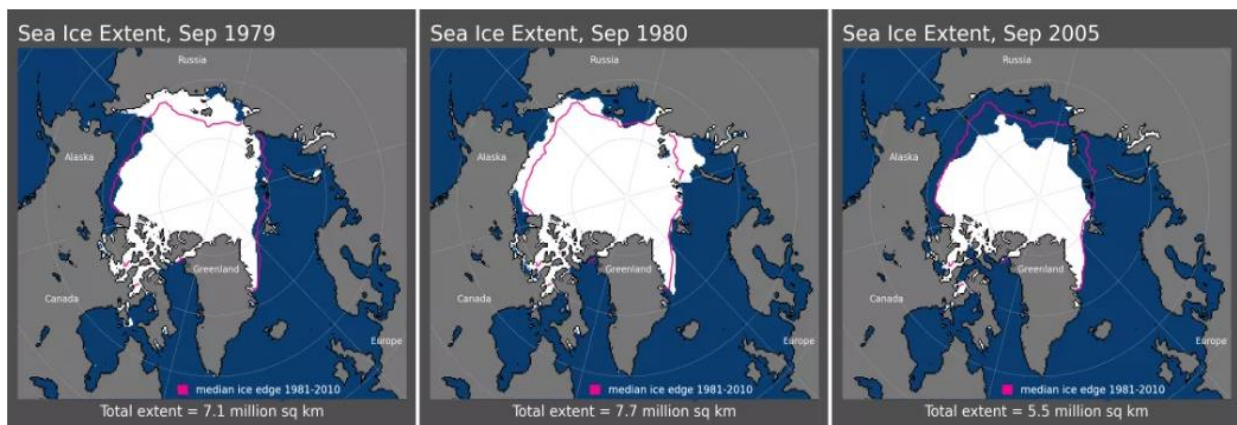 Sea Ice Extent, Sep 1979
Russia
Alaska
Greenland
Canada
Europe
median ice edge 1981-2010
Total extent = 7.1 million sq km
Sea Ice Extent, Sep 1980
Russia
Alaska
Greenland
Canada
Europe
median ice edge 1981-2010
Total extent = 7.7 million sq km
Sea Ice Extent, Sep 2005
Russia
Alaska
Greenland
Canada
Europe
median ice edge 1981-2010
Total extent = 5.5 million sq km